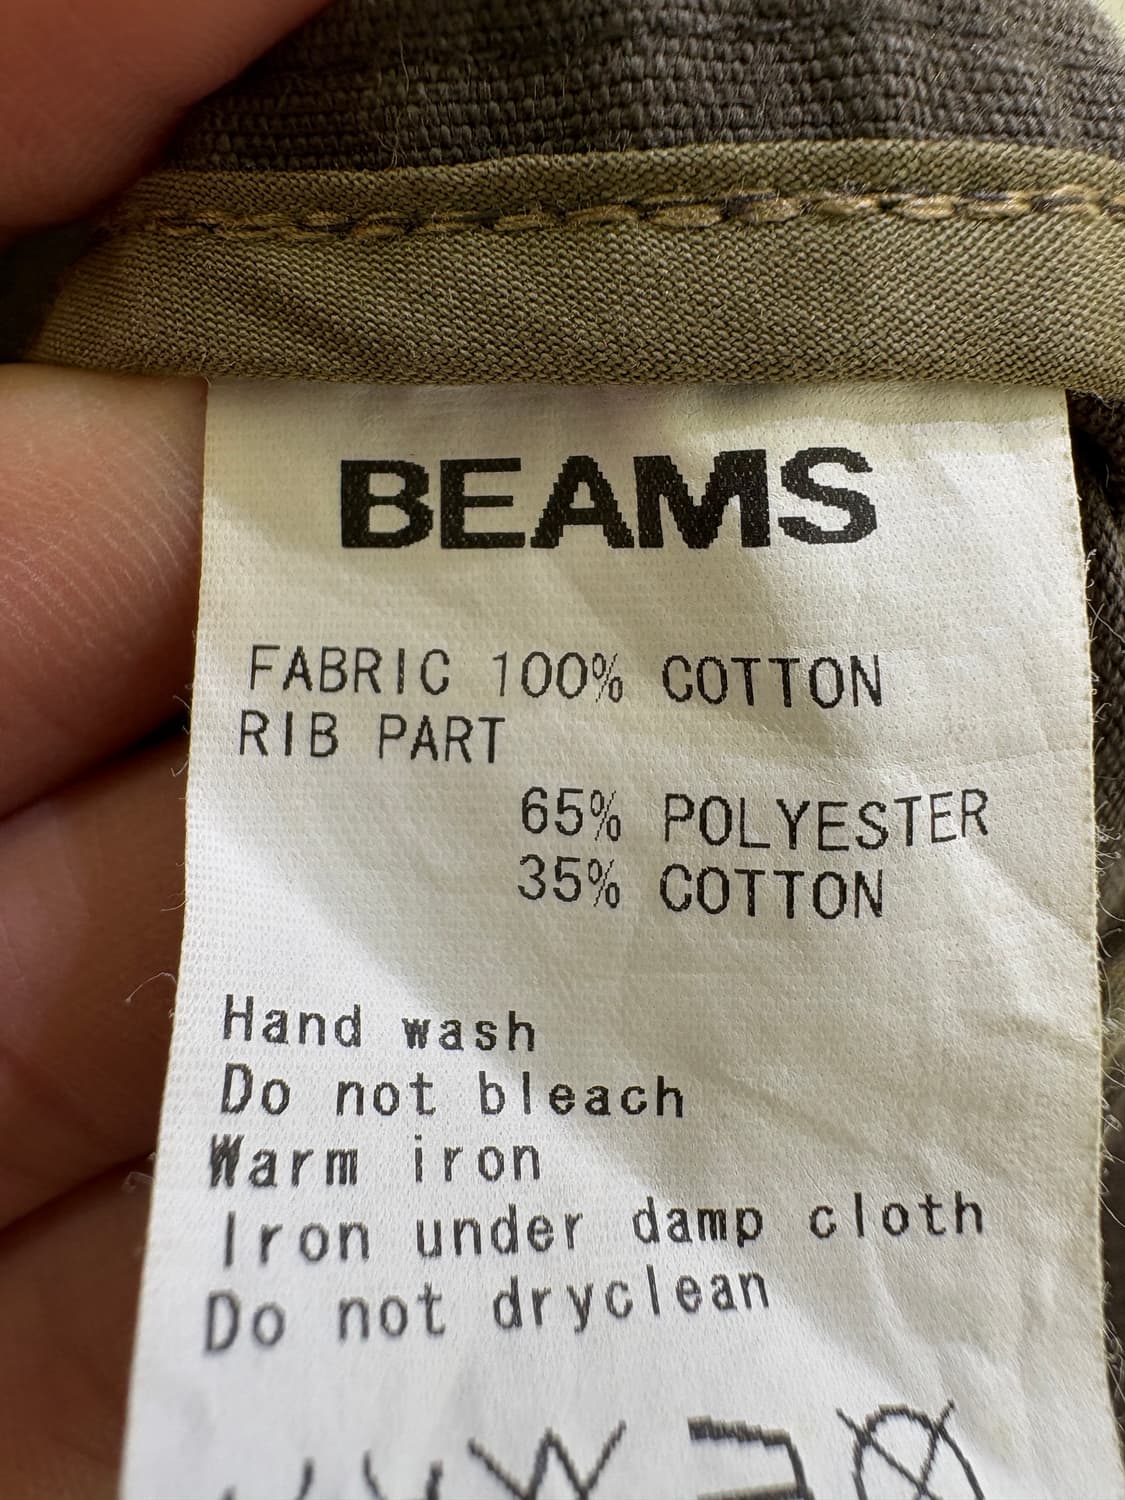 BEAMS
FABRIC 100% COTTON
RIB PART
65% POLYESTER
35% COTTON
Hand wash
Do not bleach
Warm iron
Iron under damp cloth
Do not dryclean